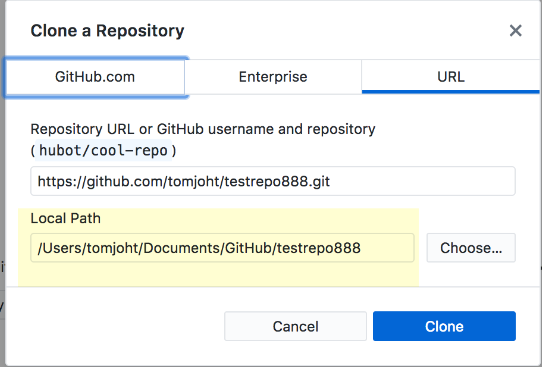 Clone a Repository
GitHub.com Enterprise URL
Repository URL or GitHub username and repository
(hubot/cool-repo)
https://github.com/tomjoht/testrepo888.git
Local Path
/Users/tomjoht/Documents/GitHub/testrepo888 Choose...
Cancel Clone